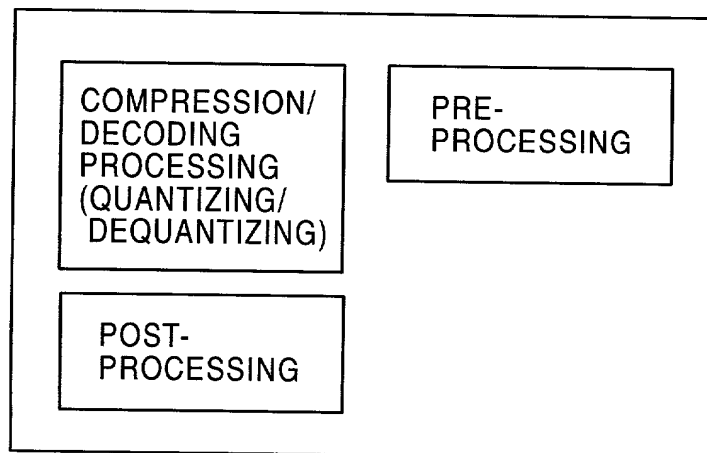 COMPRESSION/
DECODING
PROCESSING
(QUANTIZING/
DEQUANTIZING)
PRE-
PROCESSING
POST-
PROCESSING